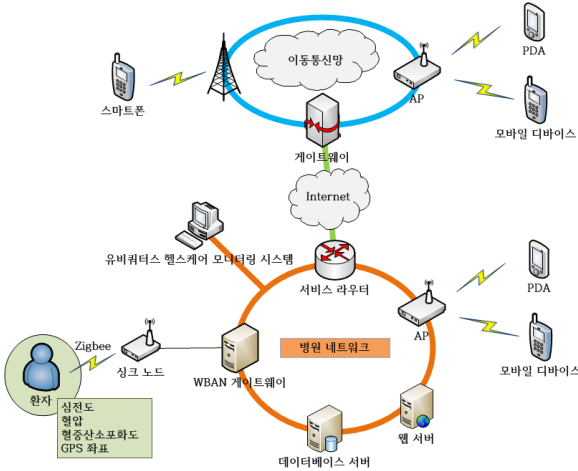 이동통신망
PDA
스마트폰
AP
모바일 디바이스
게이트웨이
Internet
유비쿼터스 헬스케어 모니터링 시스템
서비스 라우터
PDA
AP
Zigbee
병원 네트워크
싱크 노드
WBAN 게이트웨이
모바일 디바이스
환자
심전도
혈압
혈중산소포화도
GPS 좌표
웹 서버
데이터베이스 서버